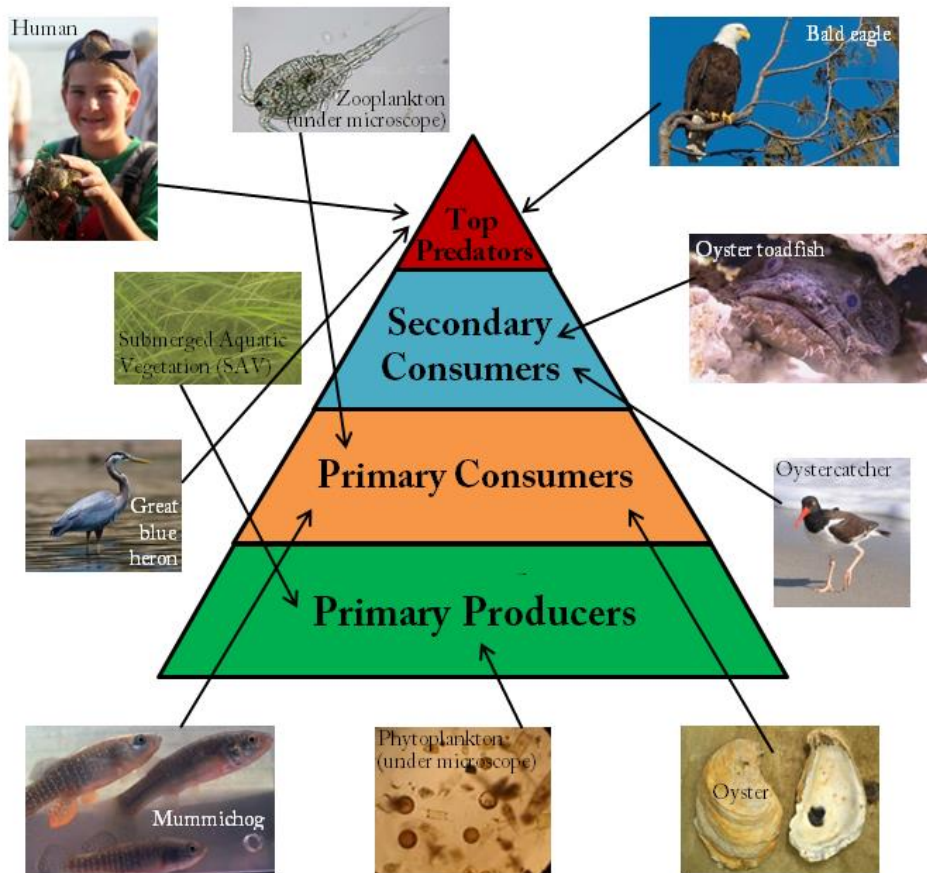 Human
Zooplankton
(under microscope)
Bald eagle
Top
Predators
Oyster toadfish
Submerged Aquatic
Vegetation (SAV)
Secondary
Consumers
Great
blue
heron
Primary Consumers
Oystercatcher
Primary Producers
Mummichog
Phytoplankton
(under microscope)
Oyster